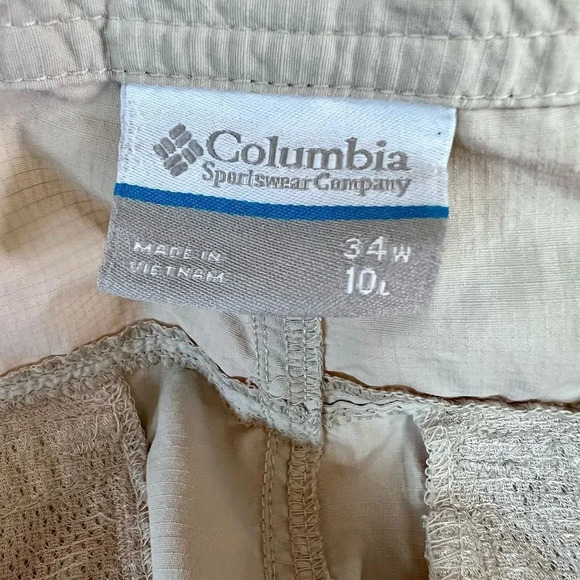 Columbia
Sportswear Company
MADE IN
VIETNAM
34W
10L